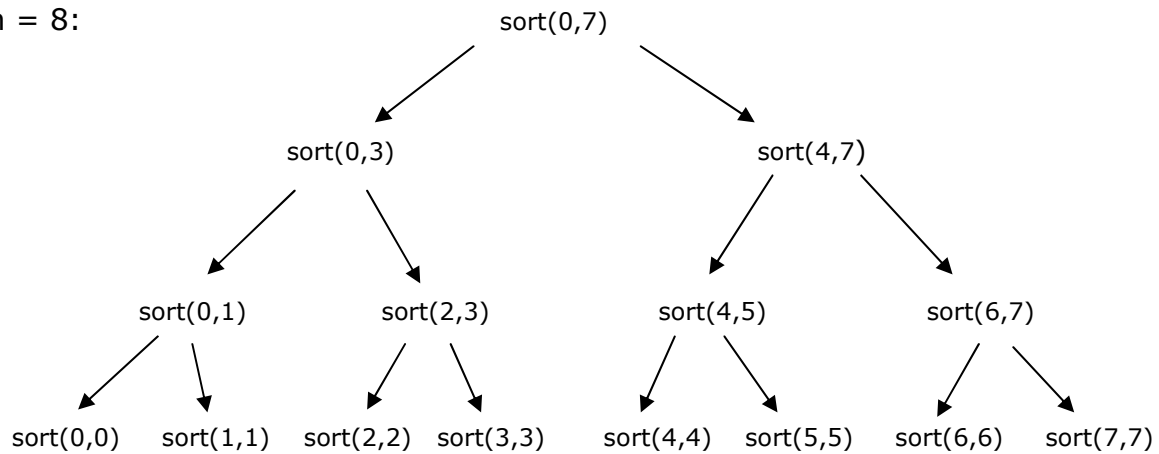 = 8:
sort(0,7)
sort(0,3) sort(4,7)
sort(0,1) sort(2,3) sort(4,5) sort(6,7)
sort(0,0) sort(1,1) sort(2,2) sort(3,3) sort(4,4) sort(5,5) sort(6,6) sort(7,7)